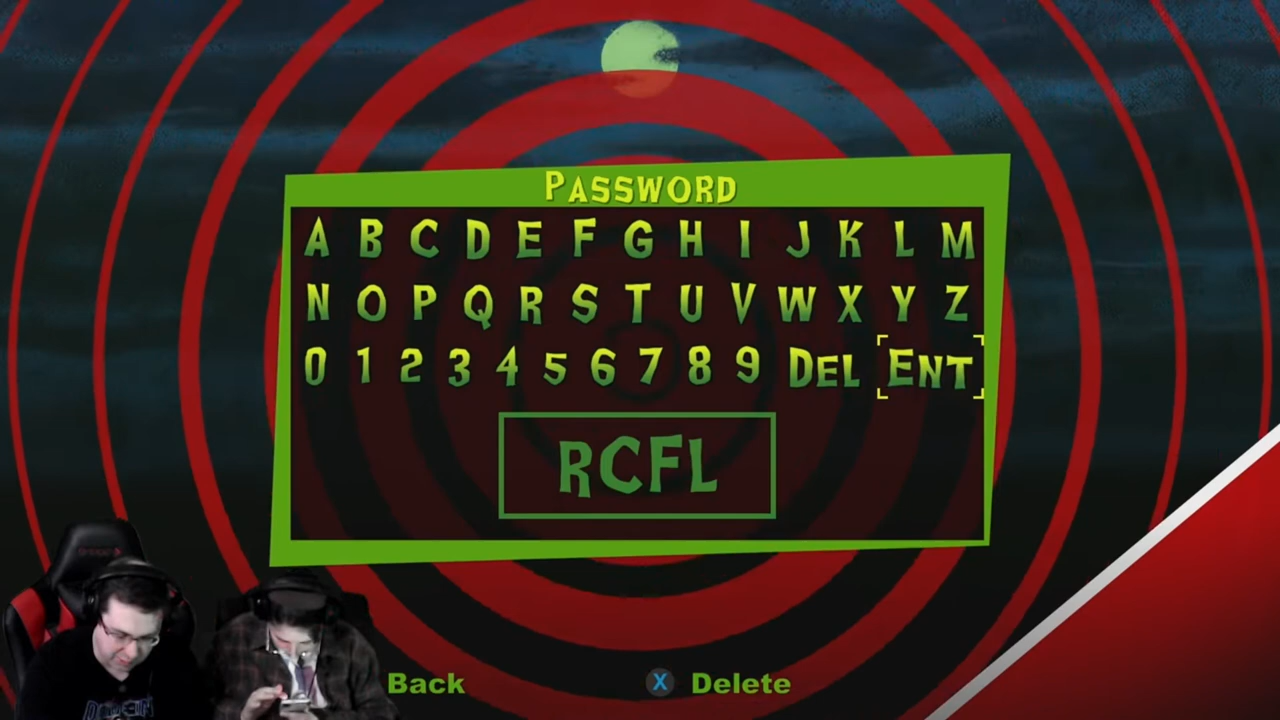 PASSWORD
A B C D E F G H I J K L M
N O P Q R S T U V W X Y Z
0 1 2 3 4 5 6 7 8 9 DEL ENT
RCFL
Back X Delete